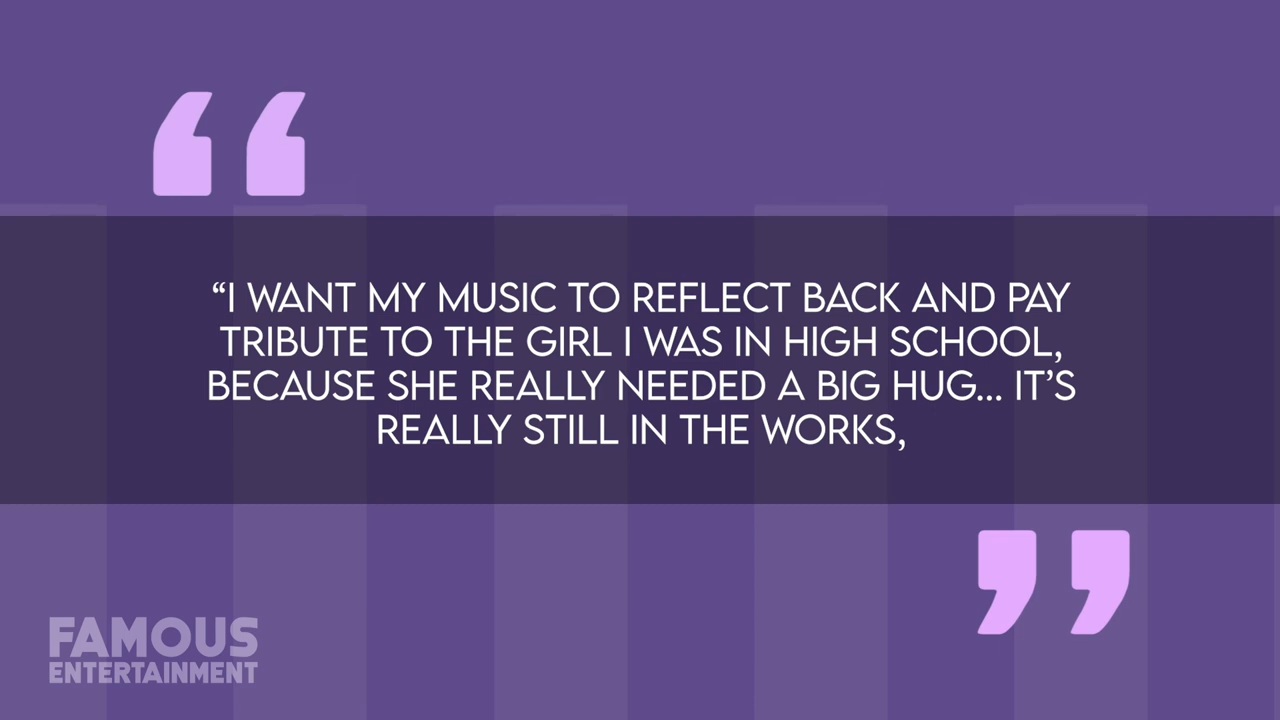 “I WANT MY MUSIC TO REFLECT BACK AND PAY
TRIBUTE TO THE GIRL I WAS IN HIGH SCHOOL,
BECAUSE SHE REALLY NEEDED A BIG HUG... IT’S
REALLY STILL IN THE WORKS,
FAMOUS
ENTERTAINMENT